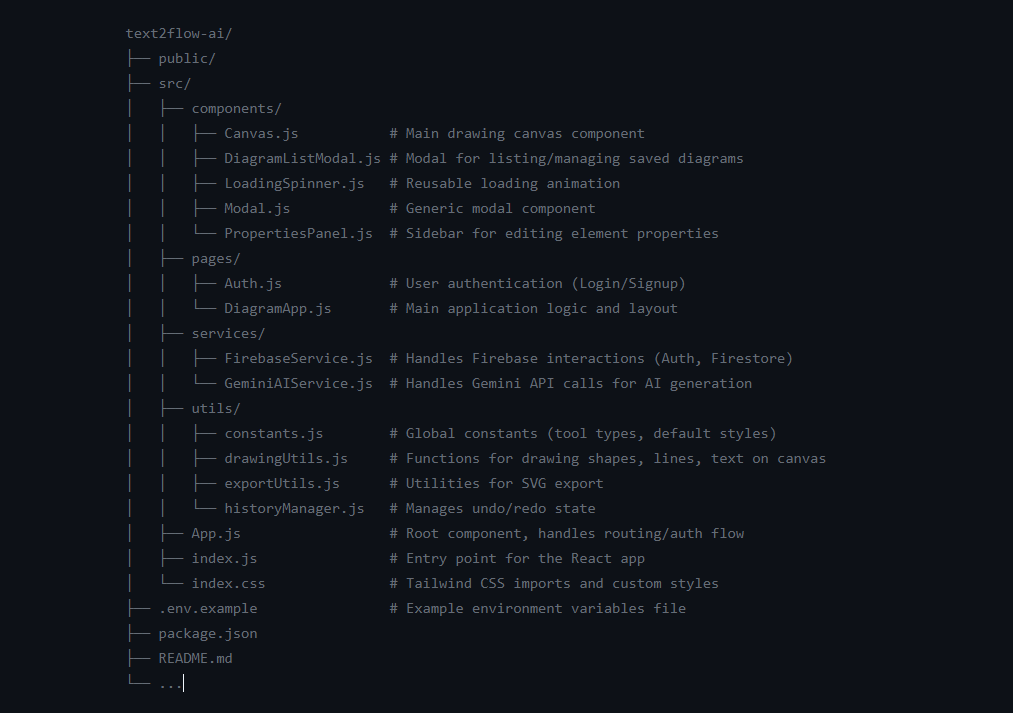 text2flow-ai/
├── public/
├── src/
│   ├── components/
│   │   ├── Canvas.js           # Main drawing canvas component
│   │   ├── DiagramListModal.js # Modal for listing/managing saved diagrams
│   │   ├── LoadingSpinner.js   # Reusable loading animation
│   │   ├── Modal.js            # Generic modal component
│   │   └── PropertiesPanel.js  # Sidebar for editing element properties
│   ├── pages/
│   │   ├── Auth.js             # User authentication (Login/Signup)
│   │   └── DiagramApp.js       # Main application logic and layout
│   ├── services/
│   │   ├── FirebaseService.js  # Handles Firebase interactions (Auth, Firestore)
│   │   └── GeminiAIService.js  # Handles Gemini API calls for AI generation
│   ├── utils/
│   │   ├── constants.js        # Global constants (tool types, default styles)
│   │   ├── drawingUtils.js     # Functions for drawing shapes, lines, text on canvas
│   │   ├── exportUtils.js      # Utilities for SVG export
│   │   └── historyManager.js   # Manages undo/redo state
│   ├── App.js                  # Root component, handles routing/auth flow
│   ├── index.js                # Entry point for the React app
│   └── index.css               # Tailwind CSS imports and custom styles
├── .env.example                # Example environment variables file
├── package.json
├── README.md
└── ...